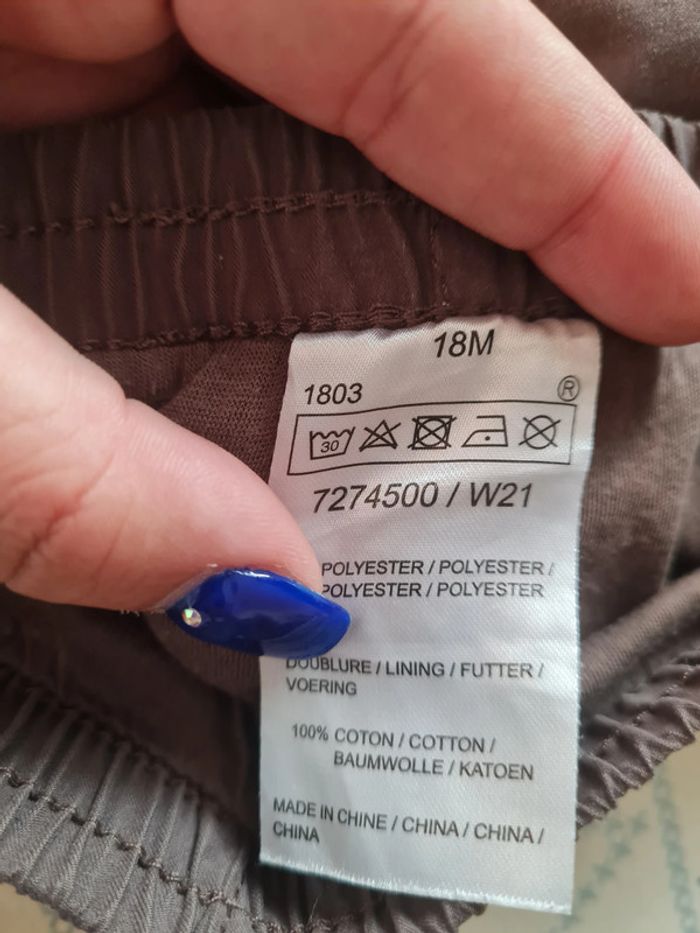 18M
1803
®
30
7274500 / W21
POLYESTER / POLYESTER /
POLYESTER / POLYESTER
DOUBLURE / LINING / FUTTER /
VOERING
100% COTON / COTTON /
BAUMWOLLE / KATOEN
MADE IN CHINE / CHINA / CHINA /
CHINA